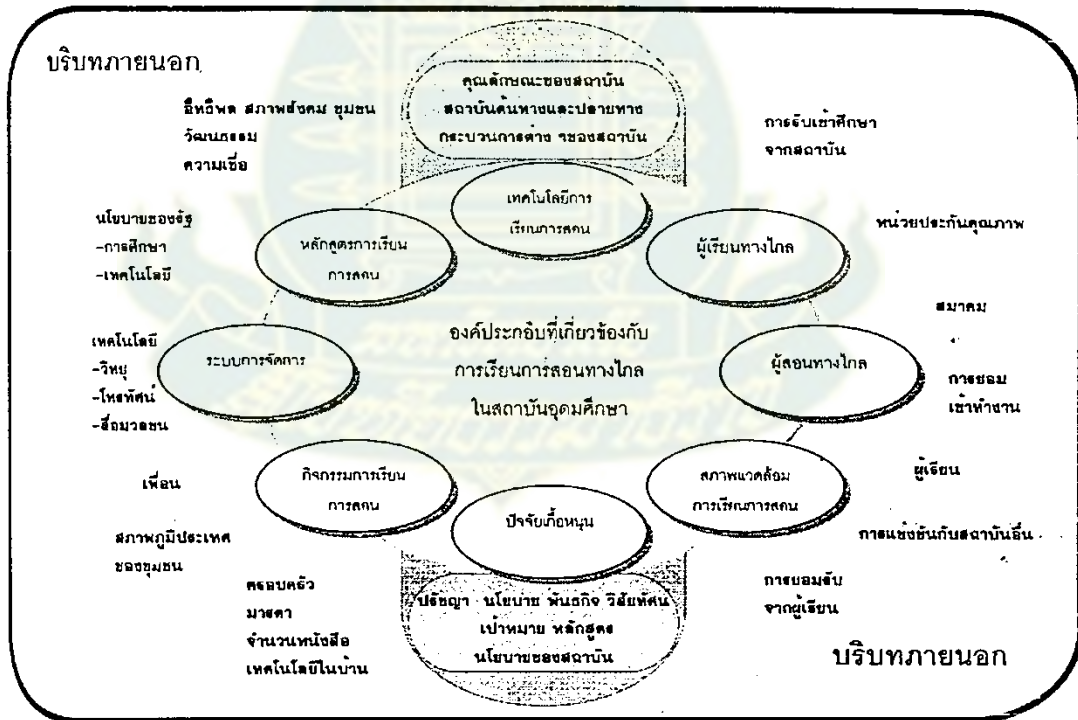 บริบทภายนอก
คุณลักษณะของสถาบัน
สถาบันต้นทางและปลายทาง
กระบวนการต่าง ๆของสถาบัน
อิทธิพล สภาพสังคม ชุมชน
วัฒนธรรม
ความเชื่อ
การรับเข้าศึกษา
จากสถาบัน
เทคโนโลยีการ
เรียนการสอน
นโยบายของรัฐ
-การศึกษา
-เทคโนโลยี
หลักสูตรการเรียน
การสอน
ผู้เรียนทางไกล
หน่วยประกันคุณภาพ
สมาคม
เทคโนโลยี
-วิทยุ
-โทรทัศน์
-สื่อมวลชน
ระบบการจัดการ
องค์ประกอบที่เกี่ยวข้องกับ
การเรียนการสอนทางไกล
ในสถาบันอุดมศึกษา
ผู้สอนทางไกล
การยอม
เข้าทำงาน
เพื่อน
กิจกรรมการเรียน
การสอน
ปัจจัยเกื้อหนุน
สภาพแวดล้อม
การเรียนการสอน
ผู้เรียน
สภาพภูมิประเทศ
ของชุมชน
การแข่งขันกับสถาบันอื่น
ครอบครัว
มารดา
จำนวนหนังสือ
เทคโนโลยีในบ้าน
ปรัชญา นโยบาย พันธกิจ วิสัยทัศน์
เป้าหมาย หลักสูตร
นโยบายของสถาบัน
การยอมรับ
จากผู้เรียน
บริบทภายนอก